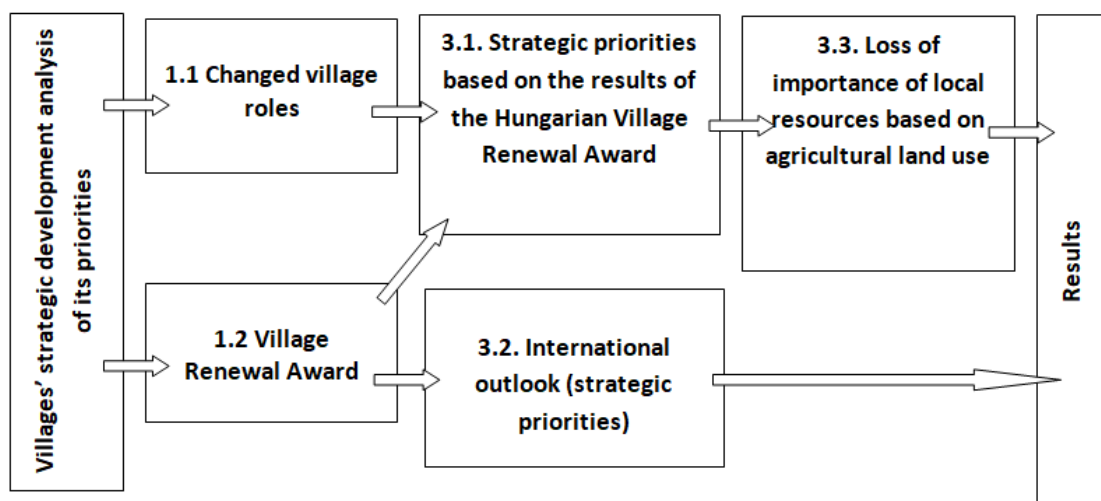 Villages' strategic development analysis
of its priorities
1.1 Changed village
roles
1.2 Village
Renewal Award
3.1. Strategic priorities
based on the results of
the Hungarian Village
Renewal Award
3.2. International
outlook (strategic
priorities)
3.3. Loss of
importance of local
resources based on
agricultural land use
Results